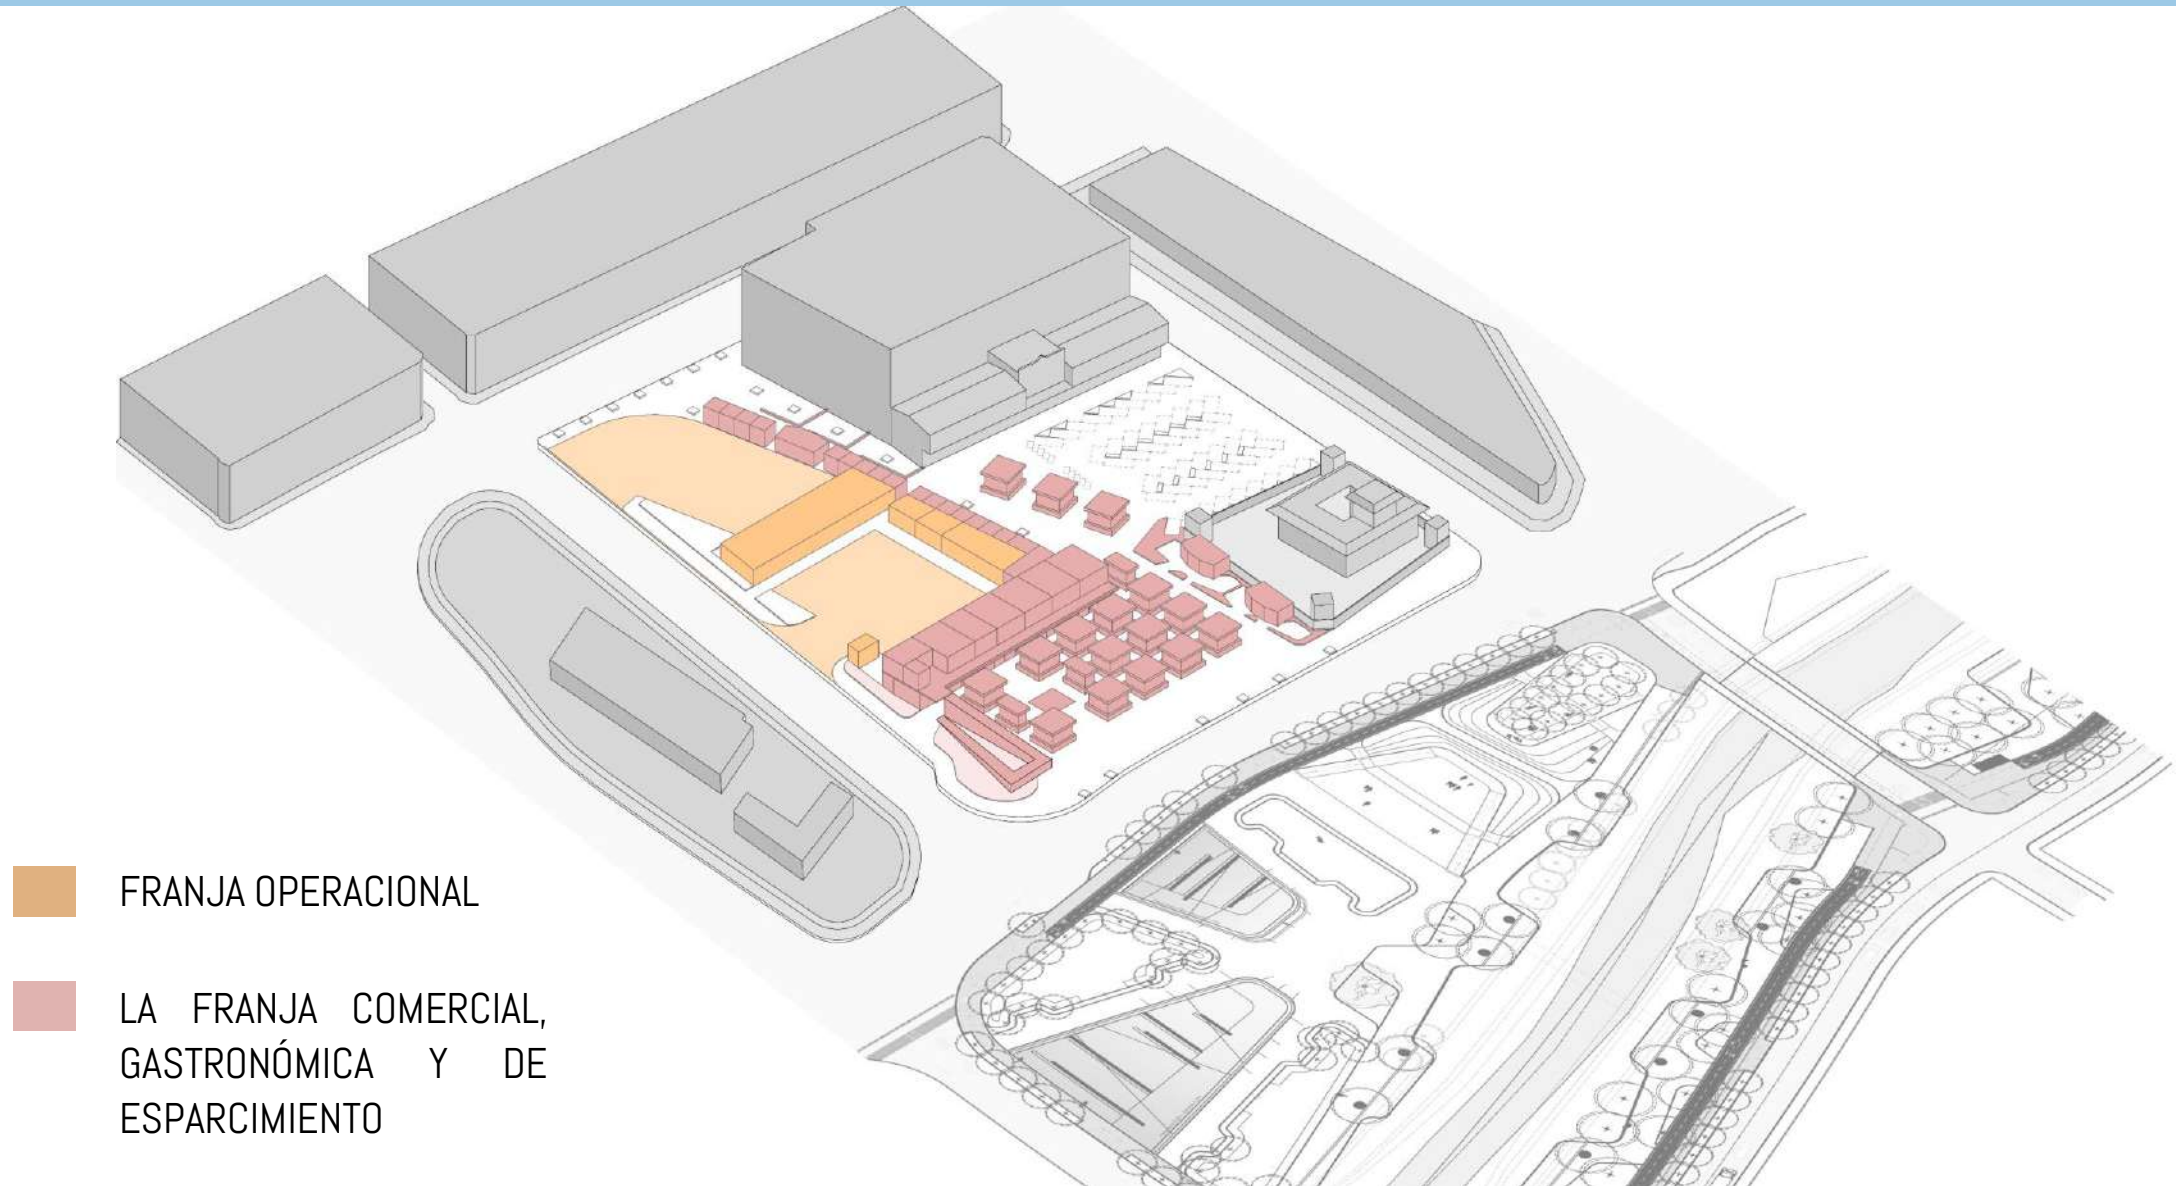 FRANJA OPERACIONAL
LA FRANJA COMERCIAL,
GASTRONÓMICA Y DE
ESPARCIMIENTO